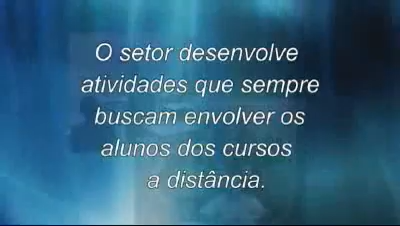 O setor desenvolve
atividades que sempre
buscam envolver os
alunos dos cursos
a distância.